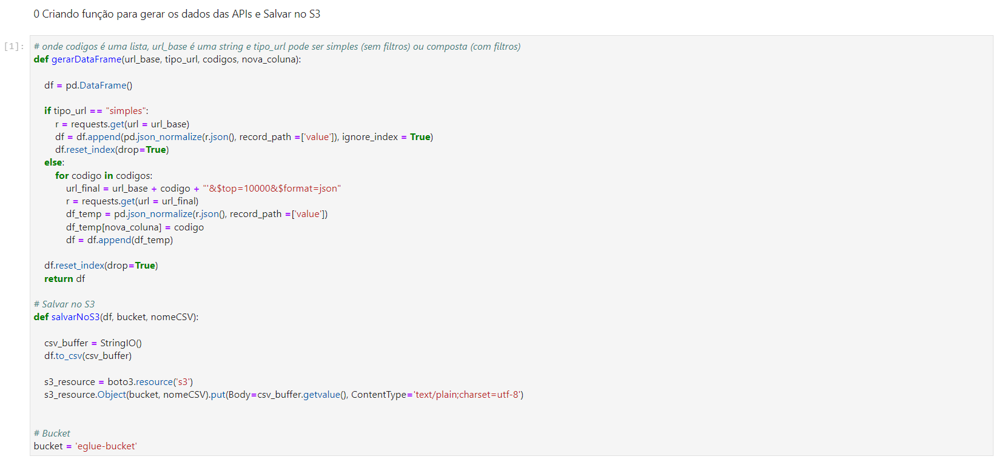 0 Criando função para gerar os dados das APIs e Salvar no S3
[1]:
# onde codigos é uma lista, url_base é uma string e tipo_url pode ser simples (sem filtros) ou composta (com filtros)
def gerarDataFrame(url_base, tipo_url, codigos, nova_coluna):
df = pd.DataFrame()
if tipo_url == "simples":
r = requests.get(url = url_base)
df = df.append(pd.json_normalize(r.json(), record_path =['value']), ignore_index = True)
df.reset_index(drop=True)
else:
for codigo in codigos:
url_final = url_base + codigo + "'&$top=10000&$format=json"
r = requests.get(url = url_final)
df_temp = pd.json_normalize(r.json(), record_path =['value'])
df_temp[nova_coluna] = codigo
df = df.append(df_temp)
df.reset_index(drop=True)
return df
# Salvar no S3
def salvarNoS3(df, bucket, nomeCSV):
csv_buffer = StringIO()
df.to_csv(csv_buffer)
s3_resource = boto3.resource('s3')
s3_resource.Object(bucket, nomeCSV).put(Body=csv_buffer.getvalue(), ContentType='text/plain;charset=utf-8')
# Bucket
bucket = 'eglue-bucket'